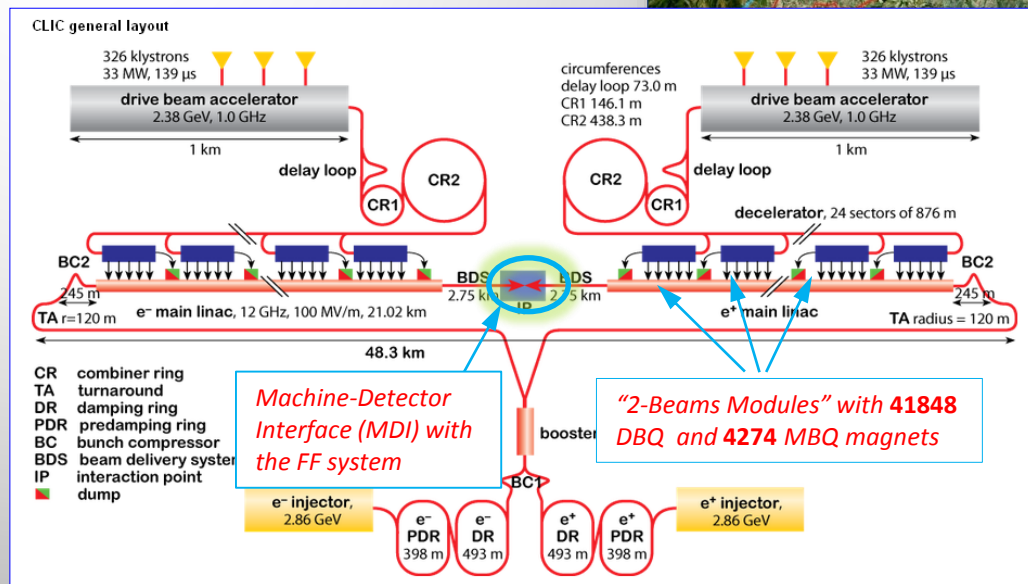 CLIC general layout
326 klystrons
33 MW, 139 μs
drive beam accelerator
2.38 GeV, 1.0 GHz
1 km
delay loop
CR1
CR2
circumferences
delay loop 73.0 m
CR1 146.1 m
CR2 438.3 m
326 klystrons
33 MW, 139 μs
drive beam accelerator
2.38 GeV, 1.0 GHz
1 km
delay loop
CR2
CR1
decelerator, 24 sectors of 876 m
BC2
245 m
TA r=120 m
e⁻ main linac, 12 GHz, 100 MV/m, 21.02 km
BDS
2.75 km
IP
BDS
2.75 km
e⁺ main linac
BC2
245 m
TA radius = 120 m
48.3 km
CR combiner ring
TA turnaround
DR damping ring
PDR predamping ring
BC bunch compressor
BDS beam delivery system
IP interaction point
dump
Machine-Detector
Interface (MDI) with
the FF system
“2-Beams Modules” with 41848
DBQ and 4274 MBQ magnets
booster
BC1
e⁻ injector,
2.86 GeV
e⁻
PDR
398 m
e⁻
DR
493 m
e⁺
DR
493 m
e⁺
PDR
398 m
e⁺ injector,
2.86 GeV